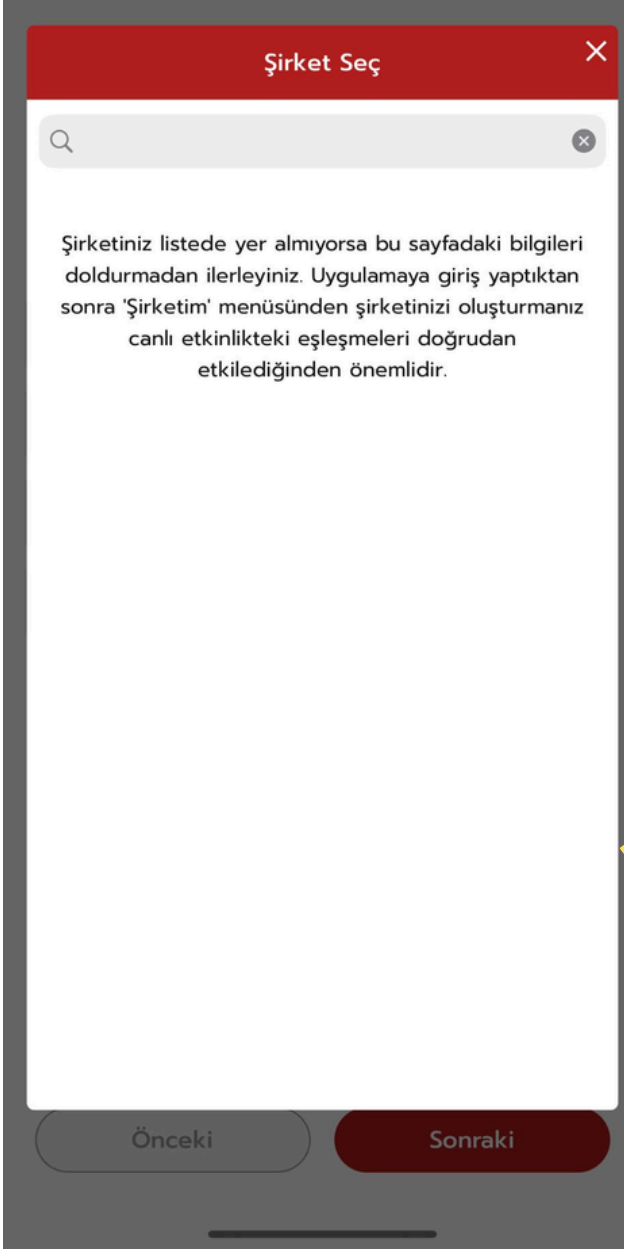 Şirket Seç
Şirketiniz listede yer almıyorsa bu sayfadaki bilgileri
doldurmadan ilerleyiniz. Uygulamaya giriş yaptıktan
sonra 'Şirketim' menüsünden şirketinizi oluşturmanız
canlı etkinlikteki eşleşmeleri doğrudan
etkilediğinden önemlidir.
Önceki
Sonraki